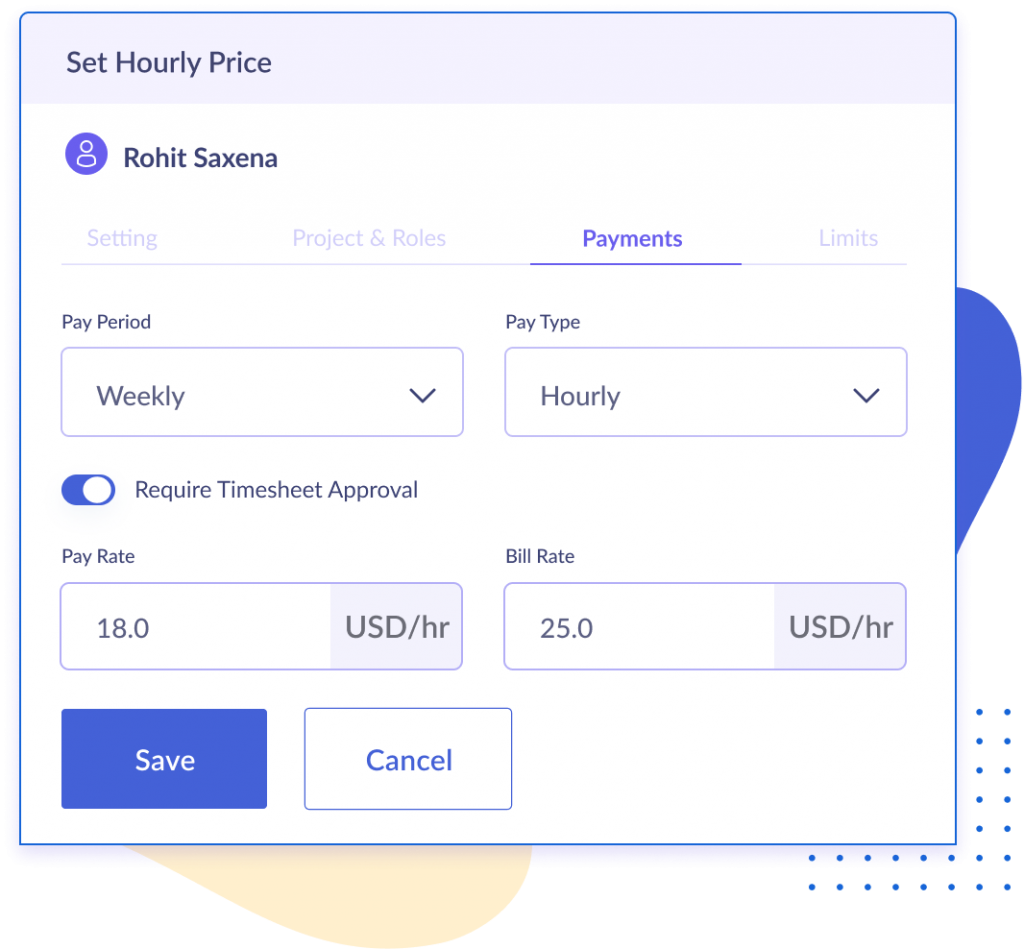 Set Hourly Price
Rohit Saxena
Setting Project & Roles Payments Limits
Pay Period Pay Type
Weekly Hourly
Require Timesheet Approval
Pay Rate Bill Rate
18.0 USD/hr 25.0 USD/hr
Save Cancel